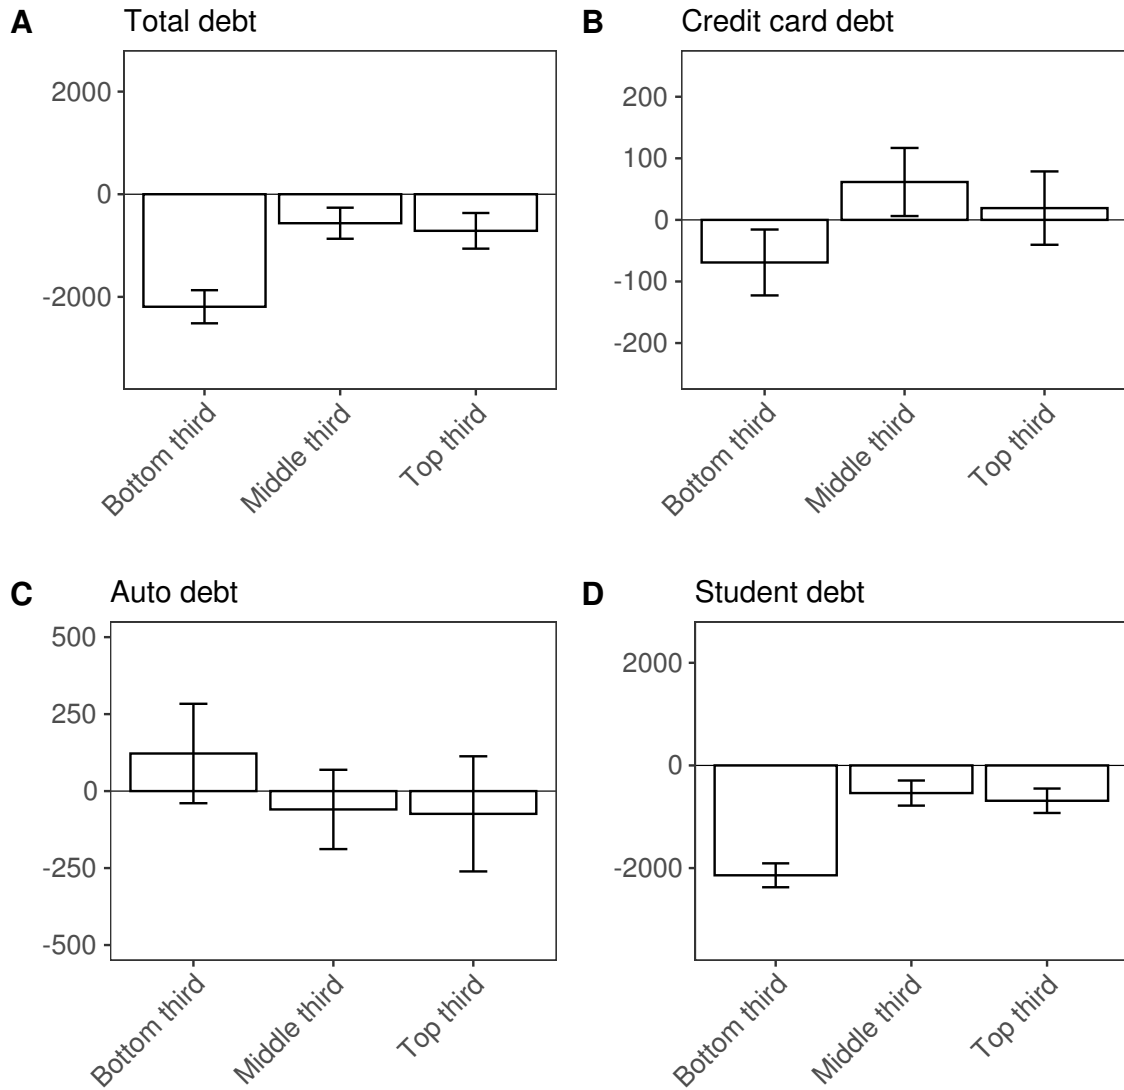 A Total debt
2000
0
-2000
Bottom third
Middle third
Top third
B Credit card debt
200
100
0
-100
-200
Bottom third
Middle third
Top third
C Auto debt
500
250
0
-250
-500
Bottom third
Middle third
Top third
D Student debt
2000
0
-2000
Bottom third
Middle third
Top third